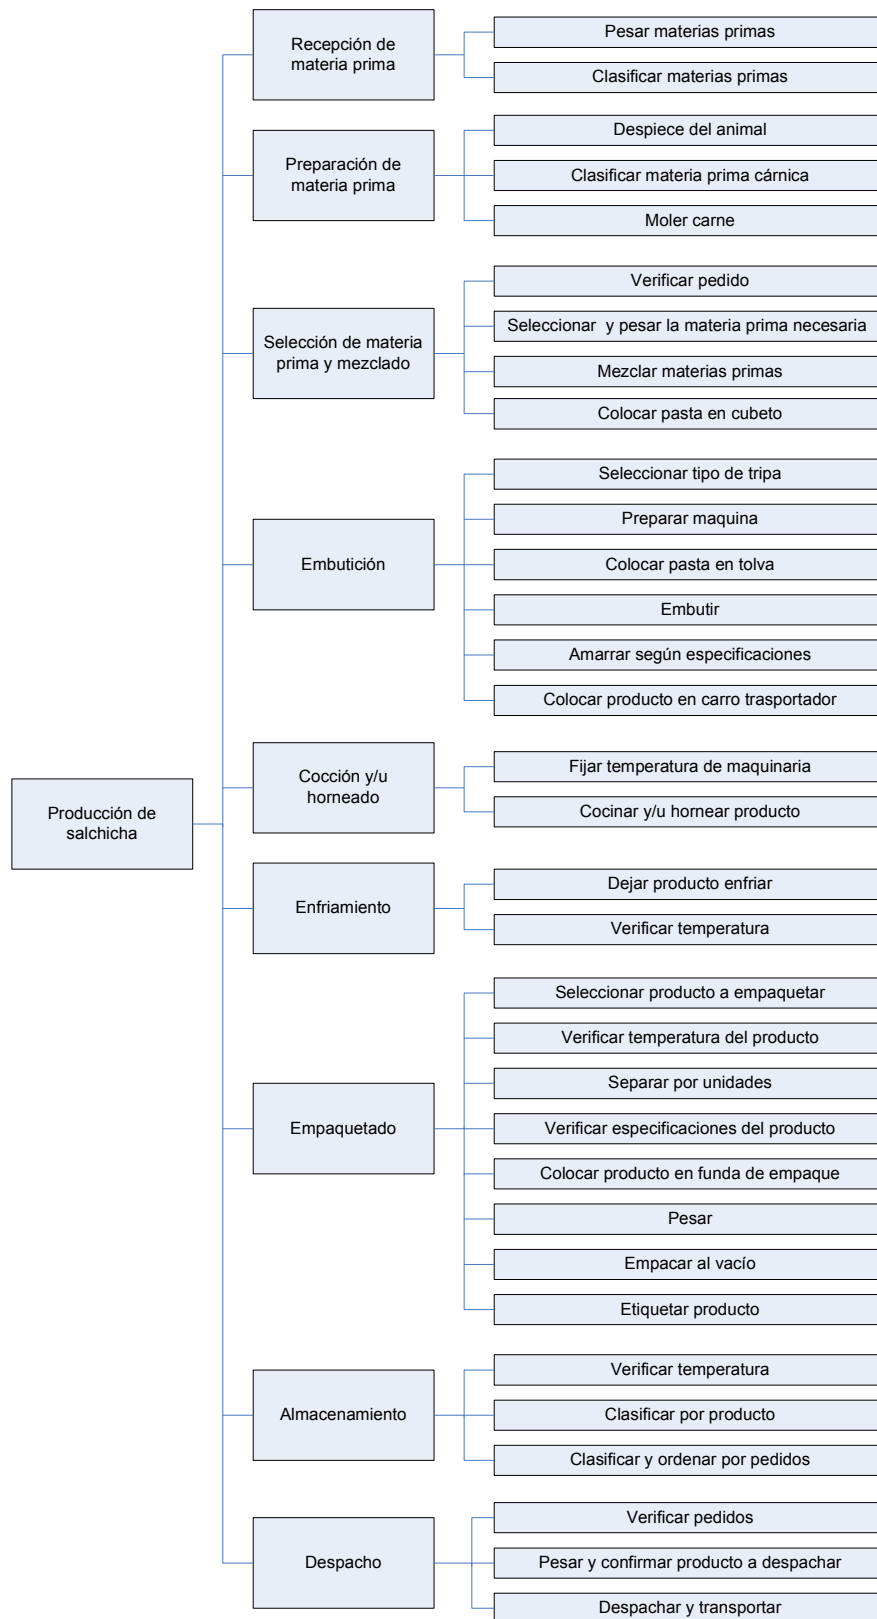 Producción de
salchicha
Recepción de
materia prima
Pesar materias primas
Clasificar materias primas
Preparación de
materia prima
Despiece del animal
Clasificar materia prima cárnica
Moler carne
Selección de materia
prima y mezclado
Verificar pedido
Seleccionar  y pesar la materia prima necesaria
Mezclar materias primas
Colocar pasta en cubeto
Embutición
Seleccionar tipo de tripa
Preparar maquina
Colocar pasta en tolva
Embutir
Amarrar según especificaciones
Colocar producto en carro trasportador
Cocción y/u
horneado
Fijar temperatura de maquinaria
Cocinar y/u hornear producto
Enfriamiento
Dejar producto enfriar
Verificar temperatura
Empaquetado
Seleccionar producto a empaquetar
Verificar temperatura del producto
Separar por unidades
Verificar especificaciones del producto
Colocar producto en funda de empaque
Pesar
Empacar al vacío
Etiquetar producto
Almacenamiento
Verificar temperatura
Clasificar por producto
Clasificar y ordenar por pedidos
Despacho
Verificar pedidos
Pesar y confirmar producto a despachar
Despachar y transportar